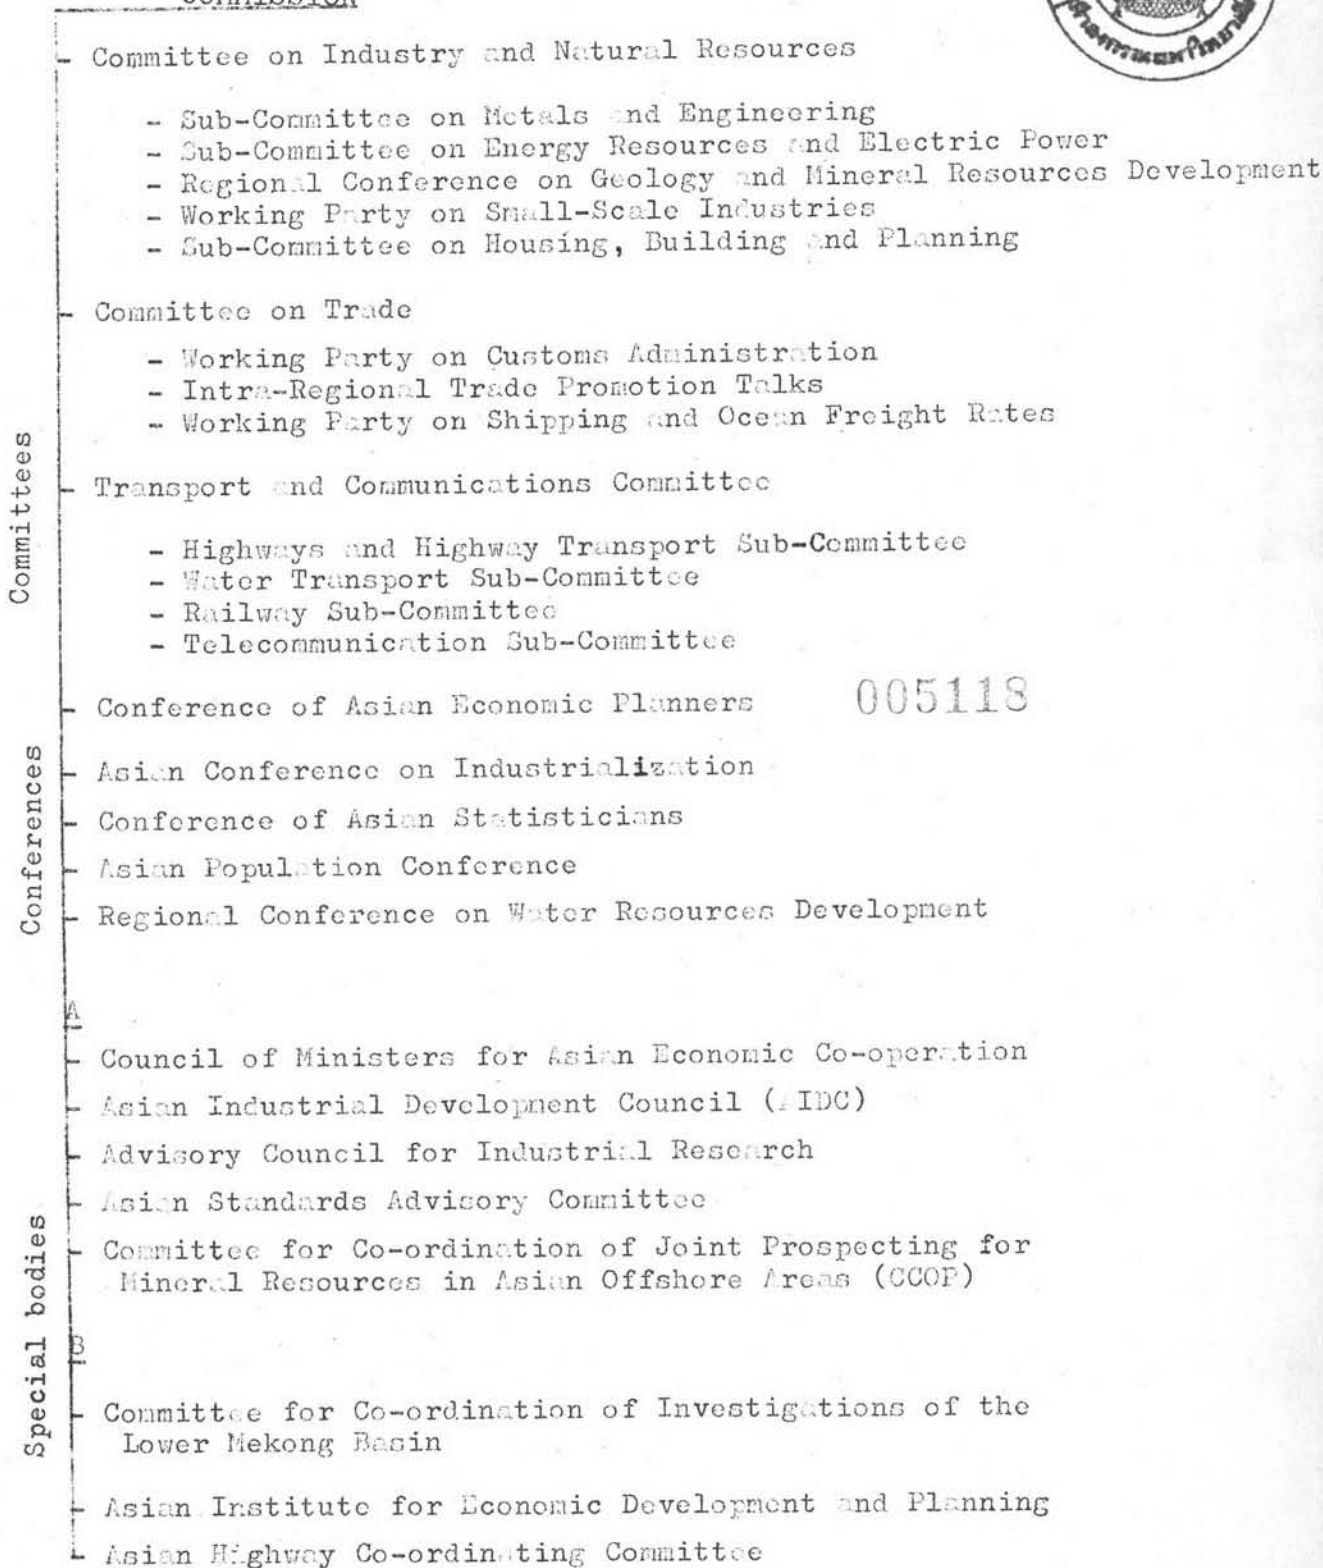 COMMISSION
- Committee on Industry and Natural Resources
- Sub-Committee on Metals and Engineering
- Sub-Committee on Energy Resources and Electric Power
- Regional Conference on Geology and Mineral Resources Development
- Working Party on Small-Scale Industries
- Sub-Committee on Housing, Building and Planning
- Committee on Trade
- Working Party on Customs Administration
- Intra-Regional Trade Promotion Talks
- Working Party on Shipping and Ocean Freight Rates
Committees
- Transport and Communications Committee
- Highways and Highway Transport Sub-Committee
- Water Transport Sub-Committee
- Railway Sub-Committee
- Telecommunication Sub-Committee
- Conference of Asian Economic Planners 005118
Conferences
- Asian Conference on Industrialization
- Conference of Asian Statisticians
- Asian Population Conference
- Regional Conference on Water Resources Development
A
- Council of Ministers for Asian Economic Co-operation
- Asian Industrial Development Council (AIDC)
- Advisory Council for Industrial Research
- Asian Standards Advisory Committee
- Committee for Co-ordination of Joint Prospecting for
Mineral Resources in Asian Offshore Areas (CCOP)
Special bodies
B
- Committee for Co-ordination of Investigations of the
Lower Mekong Basin
- Asian Institute for Economic Development and Planning
- Asian Highway Co-ordinating Committee